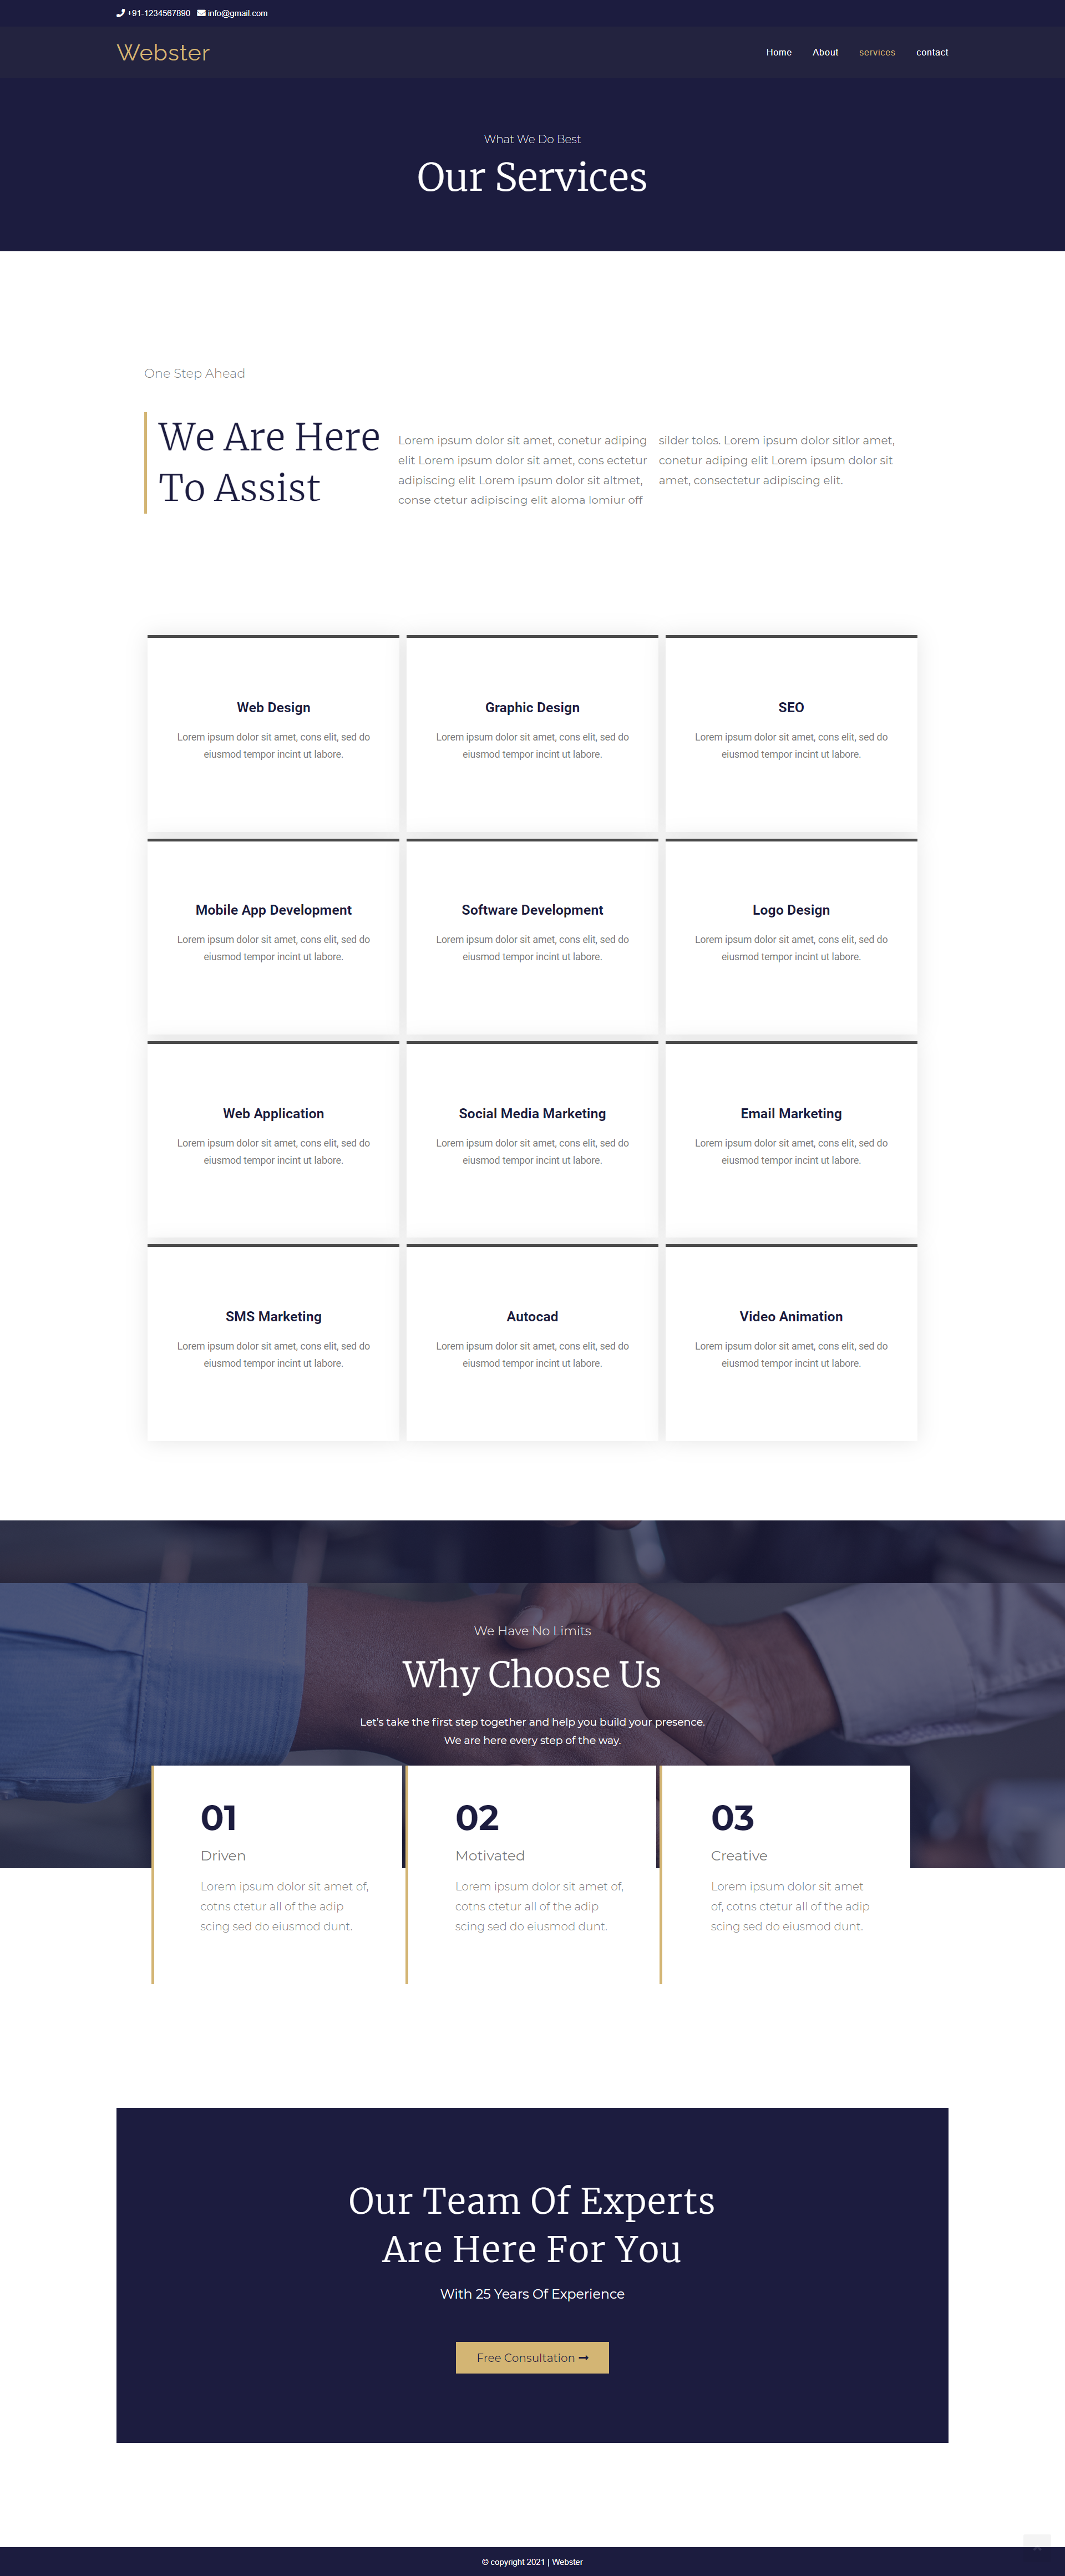 +91-1234567890 info@gmail.com
Webster
Home About services contact
What We Do Best
Our Services
One Step Ahead
We Are Here
To Assist
Lorem ipsum dolor sit amet, conetur adiping
elit Lorem ipsum dolor sit amet, cons ectetur
adipiscing elit Lorem ipsum dolor sit altmet,
conse ctetur adipiscing elit aloma lomiur off
silder tolos. Lorem ipsum dolor sitlor amet,
conetur adiping elit Lorem ipsum dolor sit
amet, consectetur adipiscing elit.
Web Design
Lorem ipsum dolor sit amet, cons elit, sed do
eiusmod tempor incint ut labore.
Graphic Design
Lorem ipsum dolor sit amet, cons elit, sed do
eiusmod tempor incint ut labore.
SEO
Lorem ipsum dolor sit amet, cons elit, sed do
eiusmod tempor incint ut labore.
Mobile App Development
Lorem ipsum dolor sit amet, cons elit, sed do
eiusmod tempor incint ut labore.
Software Development
Lorem ipsum dolor sit amet, cons elit, sed do
eiusmod tempor incint ut labore.
Logo Design
Lorem ipsum dolor sit amet, cons elit, sed do
eiusmod tempor incint ut labore.
Web Application
Lorem ipsum dolor sit amet, cons elit, sed do
eiusmod tempor incint ut labore.
Social Media Marketing
Lorem ipsum dolor sit amet, cons elit, sed do
eiusmod tempor incint ut labore.
Email Marketing
Lorem ipsum dolor sit amet, cons elit, sed do
eiusmod tempor incint ut labore.
SMS Marketing
Lorem ipsum dolor sit amet, cons elit, sed do
eiusmod tempor incint ut labore.
Autocad
Lorem ipsum dolor sit amet, cons elit, sed do
eiusmod tempor incint ut labore.
Video Animation
Lorem ipsum dolor sit amet, cons elit, sed do
eiusmod tempor incint ut labore.
We Have No Limits
Why Choose Us
Let's take the first step together and help you build your presence.
We are here every step of the way.
01
Driven
Lorem ipsum dolor sit amet of,
cotns ctetur all of the adip
scing sed do eiusmod dunt.
02
Motivated
Lorem ipsum dolor sit amet of,
cotns ctetur all of the adip
scing sed do eiusmod dunt.
03
Creative
Lorem ipsum dolor sit amet
of, cotns ctetur all of the adip
scing sed do eiusmod dunt.
Our Team Of Experts
Are Here For You
With 25 Years Of Experience
Free Consultation →
© copyright 2021 | Webster